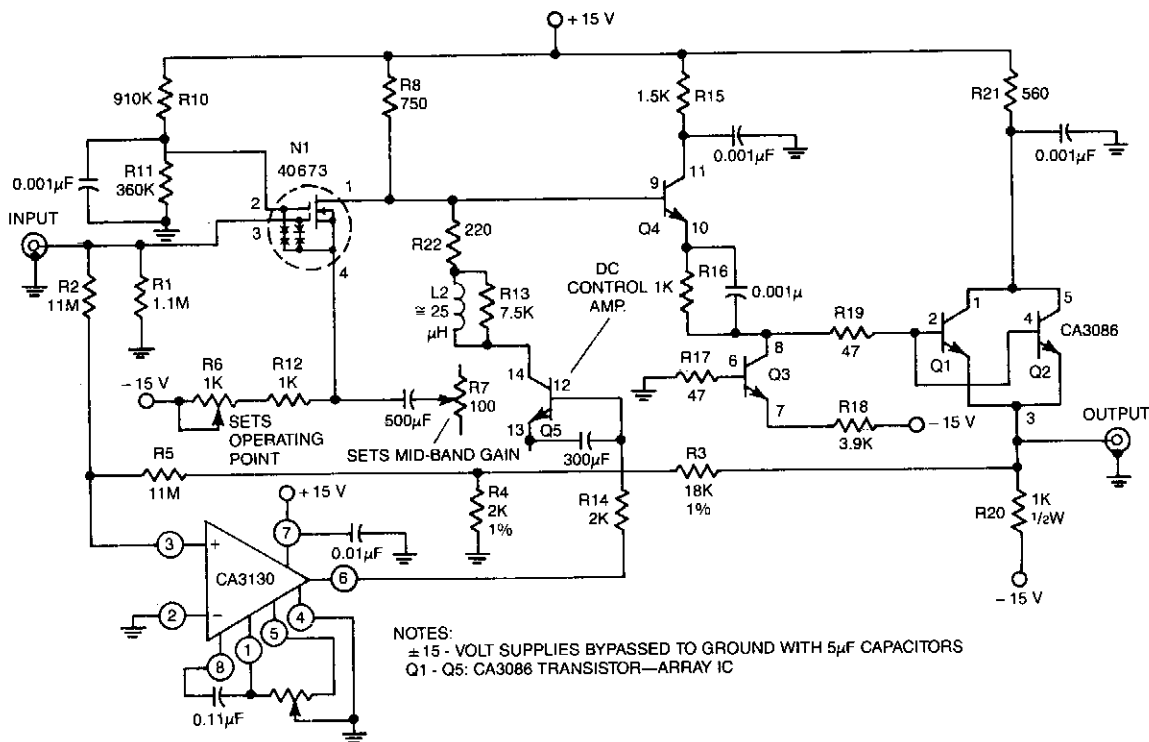 + 15 V
910K R10
R8
750
1.5K R15
R21 560
0.001µF
0.001µF
N1
40673
R11
360K
0.001µF
1
2
3
4
INPUT
9
11
10
Q4
R22
220
R2
11M
R1
1.1M
L2
≅ 25
µH
R13
7.5K
DC
CONTROL
AMP.
R16
1K
0.001µ
1
5
2
4
CA3086
Q1
Q2
3
R19
47
8
6
Q3
7
R17
47
R18
3.9K
– 15 V
OUTPUT
R6
1K
R12
1K
– 15 V
SETS
OPERATING
POINT
500µF
R7
100
SETS MID-BAND GAIN
14
12
13
Q5
300µF
R5
11M
R4
2K
1%
R3
18K
1%
R14
2K
R20
1K
1/2W
– 15 V
+ 15 V
7
0.01µF
3
+
CA3130
6
2
–
4
5
1
8
0.11µF
NOTES:
±15 - VOLT SUPPLIES BYPASSED TO GROUND WITH 5µF CAPACITORS
Q1 - Q5: CA3086 TRANSISTOR—ARRAY IC